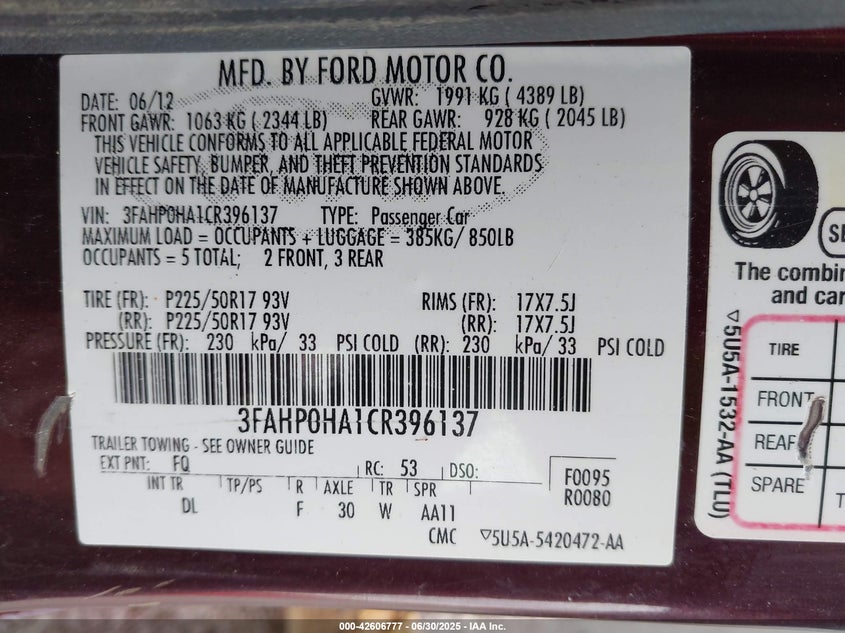 MFD. BY FORD MOTOR CO.
DATE: 06/12 GVWR: 1991 KG ( 4389 LB)
FRONT GAWR: 1063 KG ( 2344 LB) REAR GAWR: 928 KG ( 2045 LB)
THIS VEHICLE CONFORMS TO ALL APPLICABLE FEDERAL MOTOR
VEHICLE SAFETY, BUMPER, AND THEFT PREVENTION STANDARDS
IN EFFECT ON THE DATE OF MANUFACTURE SHOWN ABOVE.
VIN: 3FAHP0HA1CR396137 TYPE: Passenger Car
MAXIMUM LOAD = OCCUPANTS + LUGGAGE = 385KG/ 850LB
OCCUPANTS = 5 TOTAL; 2 FRONT, 3 REAR
TIRE (FR): P225/50R17 93V RIMS (FR): 17X7.5J
(RR): P225/50R17 93V (RR): 17X7.5J
PRESSURE (FR): 230 kPa/ 33 PSI COLD (RR): 230 kPa/ 33 PSI COLD
3FAHP0HA1CR396137
TRAILER TOWING - SEE OWNER GUIDE
EXT PNT: FQ RC: 53 DSO: F0095
R0080
INT TR TP/PS R AXLE TR SPR
DL F 30 W AA11
CMC ▽5U5A-5420472-AA
The combin
and car
TIRE
FRONT
REAR
SPARE
▽5U5A-1532-AA (TLU)
000-42606777 - 06/30/2025 - IAA Inc.